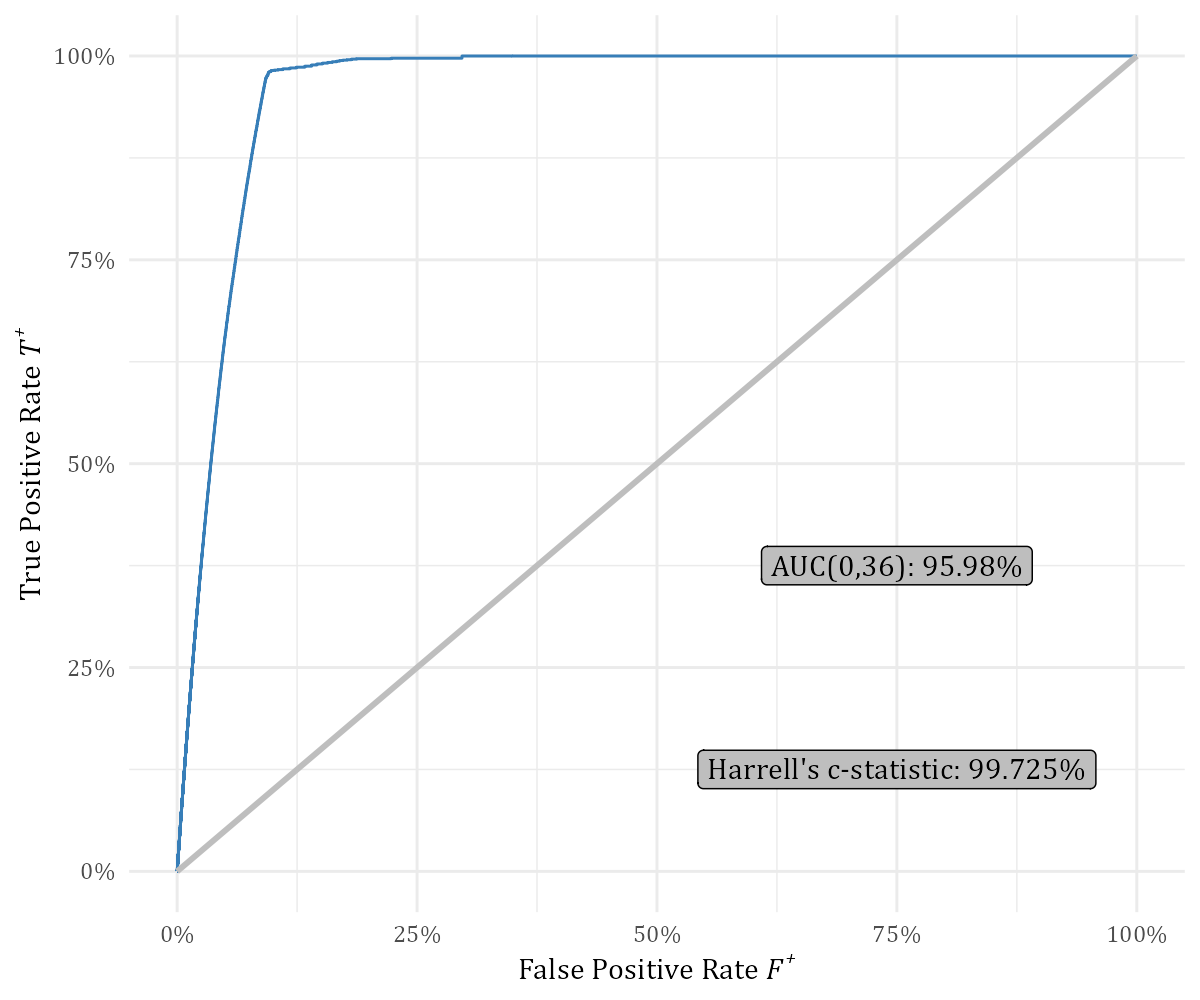 100%
75%
50%
25%
0%
True Positive Rate T⁺
AUC(0,36): 95.98%
Harrell's c-statistic: 99.725%
0%
25%
50%
75%
100%
False Positive Rate F⁺